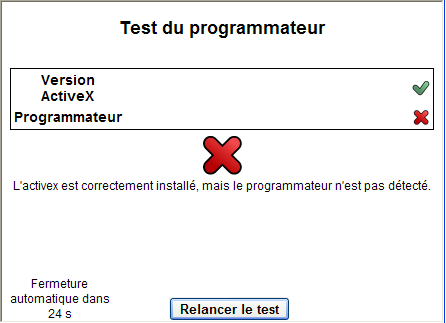 Test du programmateur
Version
ActiveX
Programmateur
L'activex est correctement installé, mais le programmateur n'est pas détecté.
Fermeture
automatique dans
24 s
Relancer le test